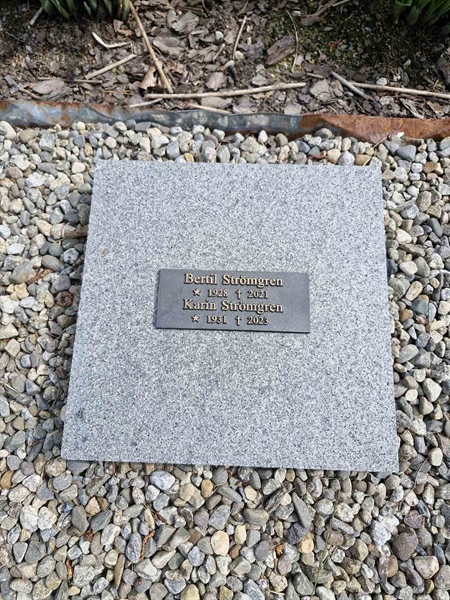 Bertil Strömgren
* 1928 † 2021
Karin Strömgren
* 1931 † 2023